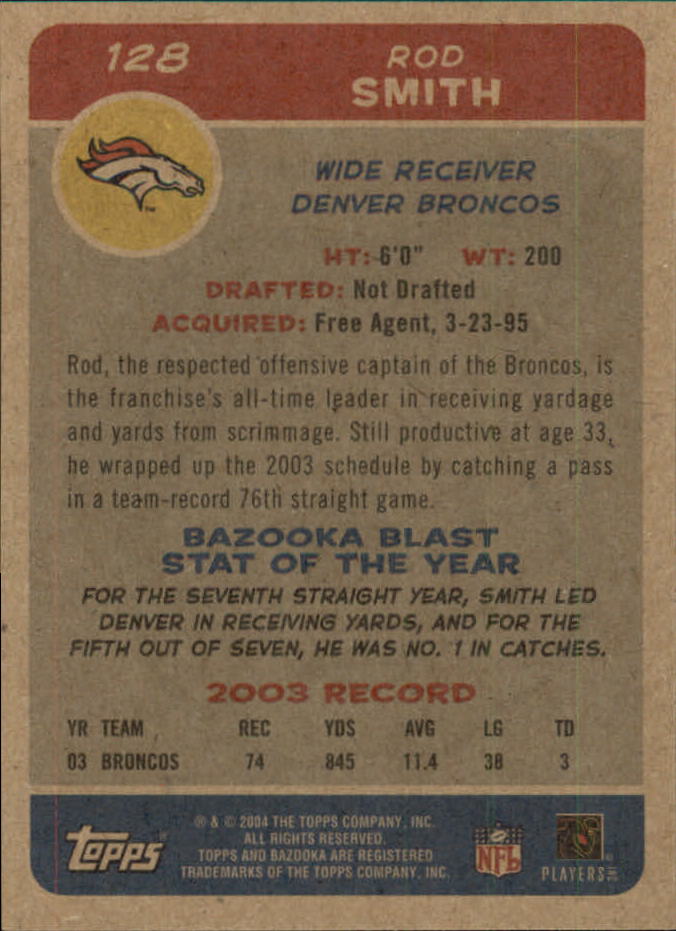 128
ROD
SMITH
WIDE RECEIVER
DENVER BRONCOS
HT: 6'0" WT: 200
DRAFTED: Not Drafted
ACQUIRED: Free Agent, 3-23-95
Rod, the respected offensive captain of the Broncos, is
the franchise's all-time leader in receiving yardage
and yards from scrimmage. Still productive at age 33,
he wrapped up the 2003 schedule by catching a pass
in a team-record 76th straight game.
BAZOOKA BLAST
STAT OF THE YEAR
FOR THE SEVENTH STRAIGHT YEAR, SMITH LED
DENVER IN RECEIVING YARDS, AND FOR THE
FIFTH OUT OF SEVEN, HE WAS NO. 1 IN CATCHES.
2003 RECORD
YR TEAM REC YDS AVG LG TD
03 BRONCOS 74 845 11.4 38 3
topps
® & © 2004 THE TOPPS COMPANY, INC.
ALL RIGHTS RESERVED.
TOPPS AND BAZOOKA ARE REGISTERED
TRADEMARKS OF THE TOPPS COMPANY, INC.
NFL
PLAYERS